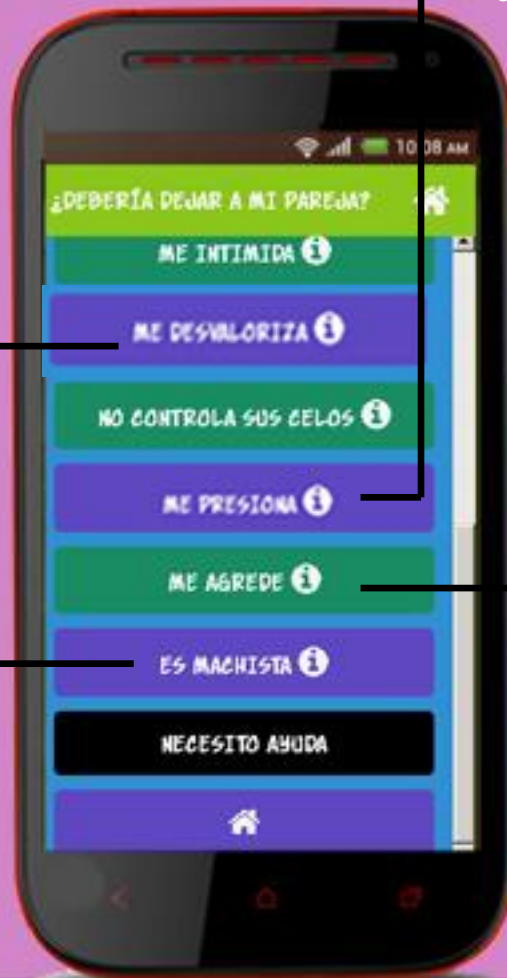 10:08 AM
¿DEBERÍA DEJAR A MI PAREJA?
ME INTIMIDA
ME DESVALORIZA
NO CONTROLA SUS CELOS
ME PRESIONA
ME AGREDE
ES MACHISTA
NECESITO AYUDA